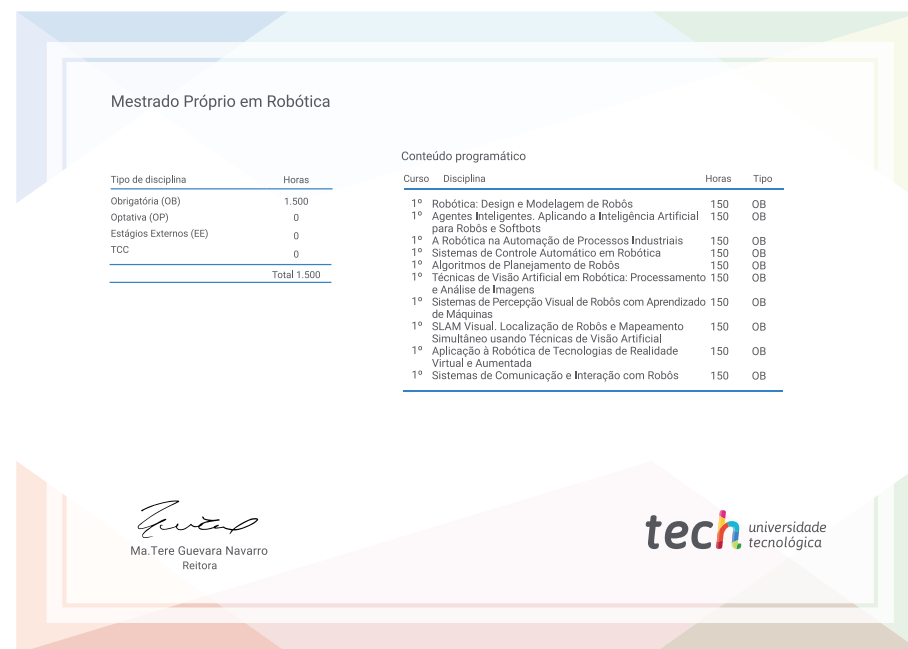 Mestrado Próprio em Robótica
Tipo de disciplina Horas
Obrigatória (OB) 1.500
Optativa (OP) 0
Estágios Externos (EE) 0
TCC 0
Total 1.500
Conteúdo programático
Curso Disciplina Horas Tipo
1º Robótica: Design e Modelagem de Robôs 150 OB
1º Agentes Inteligentes. Aplicando a Inteligência Artificial 150 OB
para Robôs e Softbots
1º A Robótica na Automação de Processos Industriais 150 OB
1º Sistemas de Controle Automático em Robótica 150 OB
1º Algoritmos de Planejamento de Robôs 150 OB
1º Técnicas de Visão Artificial em Robótica: Processamento 150 OB
e Análise de Imagens
1º Sistemas de Percepção Visual de Robôs com Aprendizado 150 OB
de Máquinas
1º SLAM Visual. Localização de Robôs e Mapeamento 150 OB
Simultâneo usando Técnicas de Visão Artificial
1º Aplicação à Robótica de Tecnologias de Realidade 150 OB
Virtual e Aumentada
1º Sistemas de Comunicação e Interação com Robôs 150 OB
Ma.Tere Guevara Navarro
Reitora
tech universidade
tecnológica